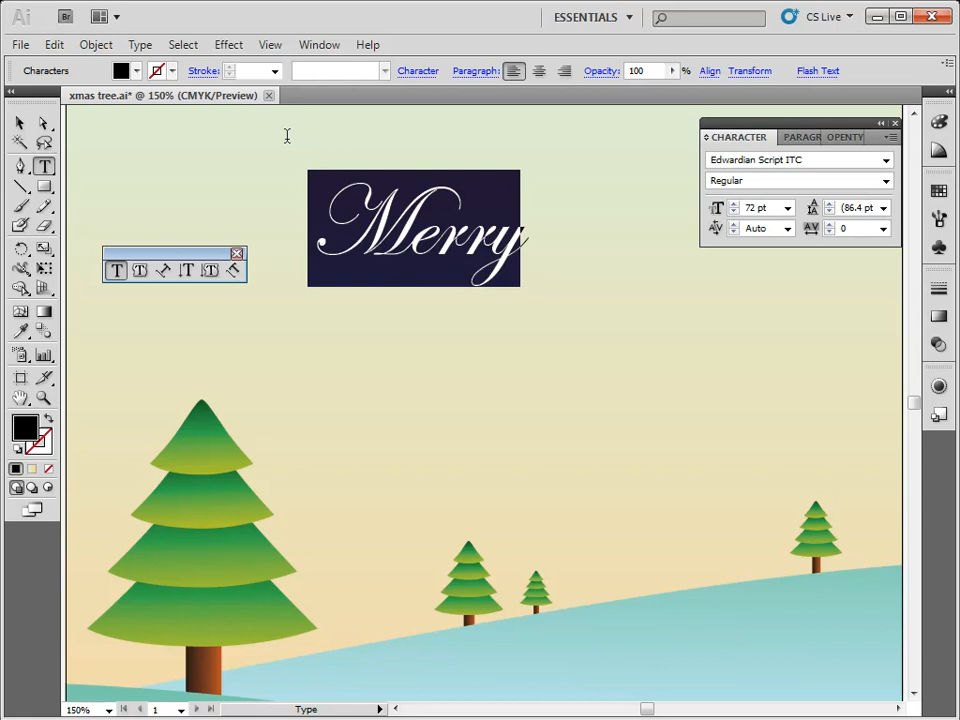 Ai Br ESSENTIALS CS Live
File Edit Object Type Select Effect View Window Help
Characters Stroke: Character Paragraph: Opacity: 100 % Align Transform Flash Text
xmas tree.ai* @ 150% (CMYK/Preview)
CHARACTER PARAGR OPENTY
Edwardian Script ITC
Regular
72 pt (86.4 pt
Auto 0
Merry
150% 1 Type